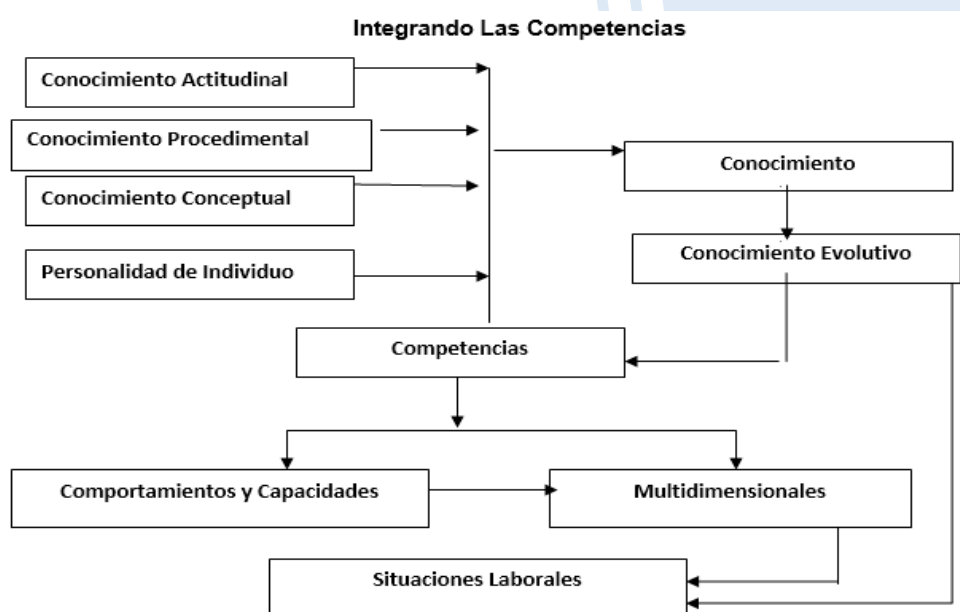 Integrando Las Competencias
Conocimiento Actitudinal
Conocimiento Procedimental
Conocimiento Conceptual
Personalidad de Individuo
Conocimiento
Conocimiento Evolutivo
Competencias
Comportamientos y Capacidades
Multidimensionales
Situaciones Laborales